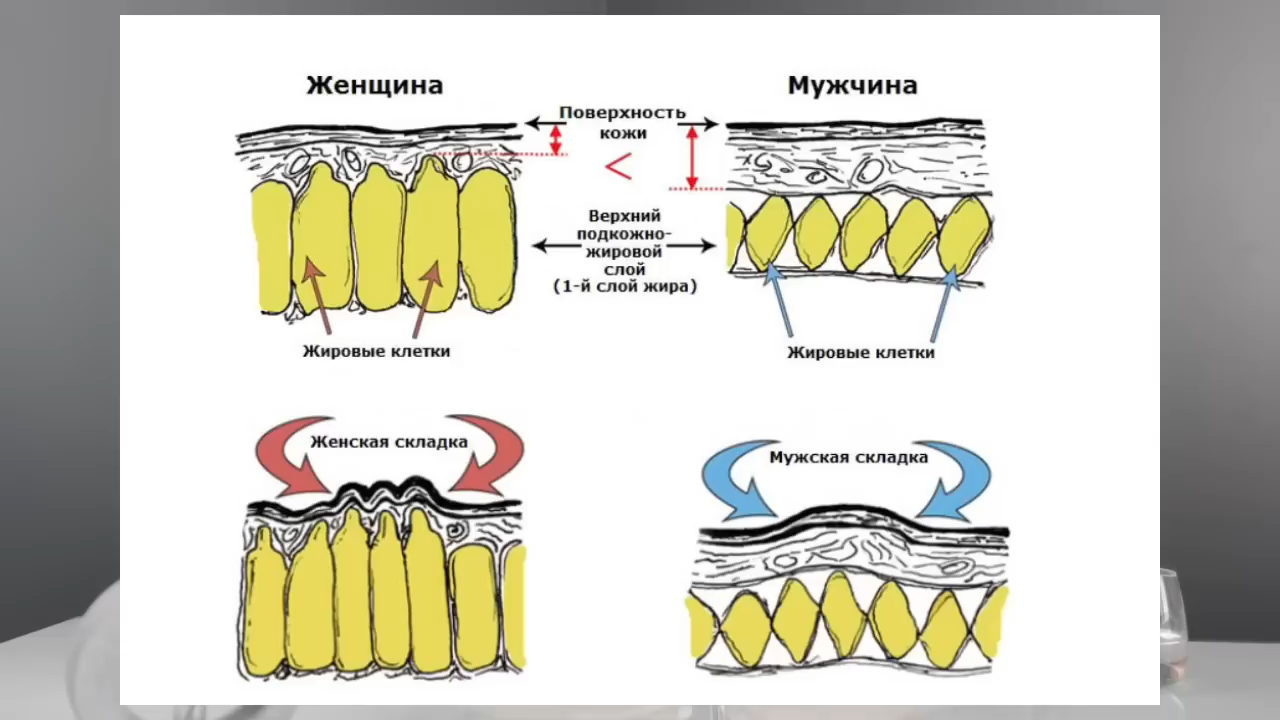 Женщина
Мужчина
Поверхность
кожи
<
Верхний
подкожно-
жировой
слой
(1-й слой жира)
Жировые клетки
Жировые клетки
Женская складка
Мужская складка